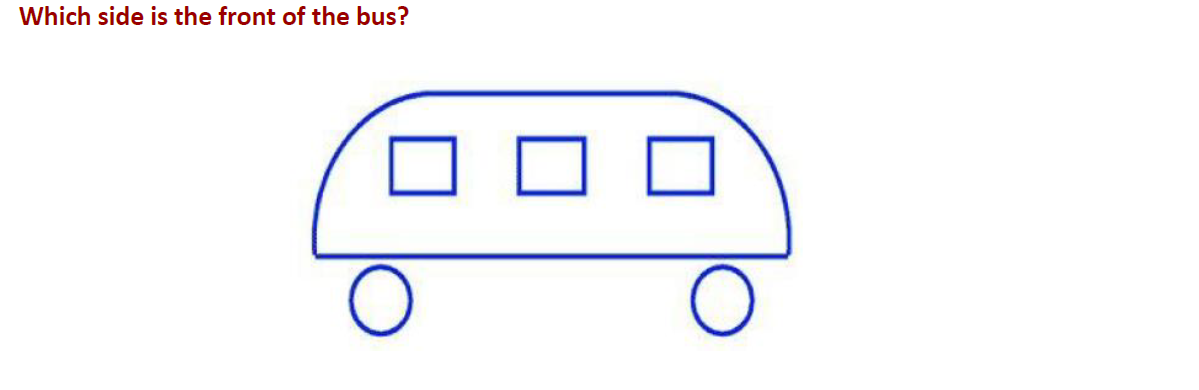 Which side is the front of the bus?